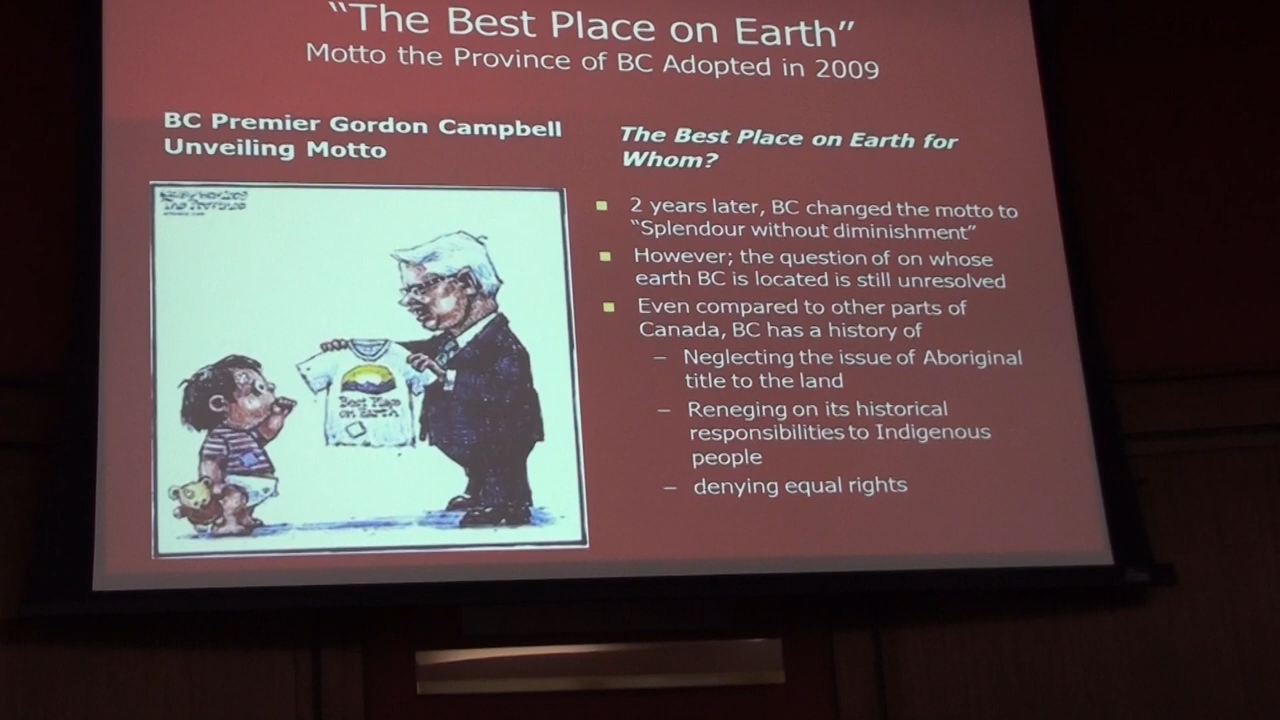 “The Best Place on Earth”
Motto the Province of BC Adopted in 2009
BC Premier Gordon Campbell
Unveiling Motto
The Province
Best Place
on Earth
The Best Place on Earth for
Whom?
2 years later, BC changed the motto to
“Splendour without diminishment”
However; the question of on whose
earth BC is located is still unresolved
Even compared to other parts of
Canada, BC has a history of
– Neglecting the issue of Aboriginal
title to the land
– Reneging on its historical
responsibilities to Indigenous
people
– denying equal rights